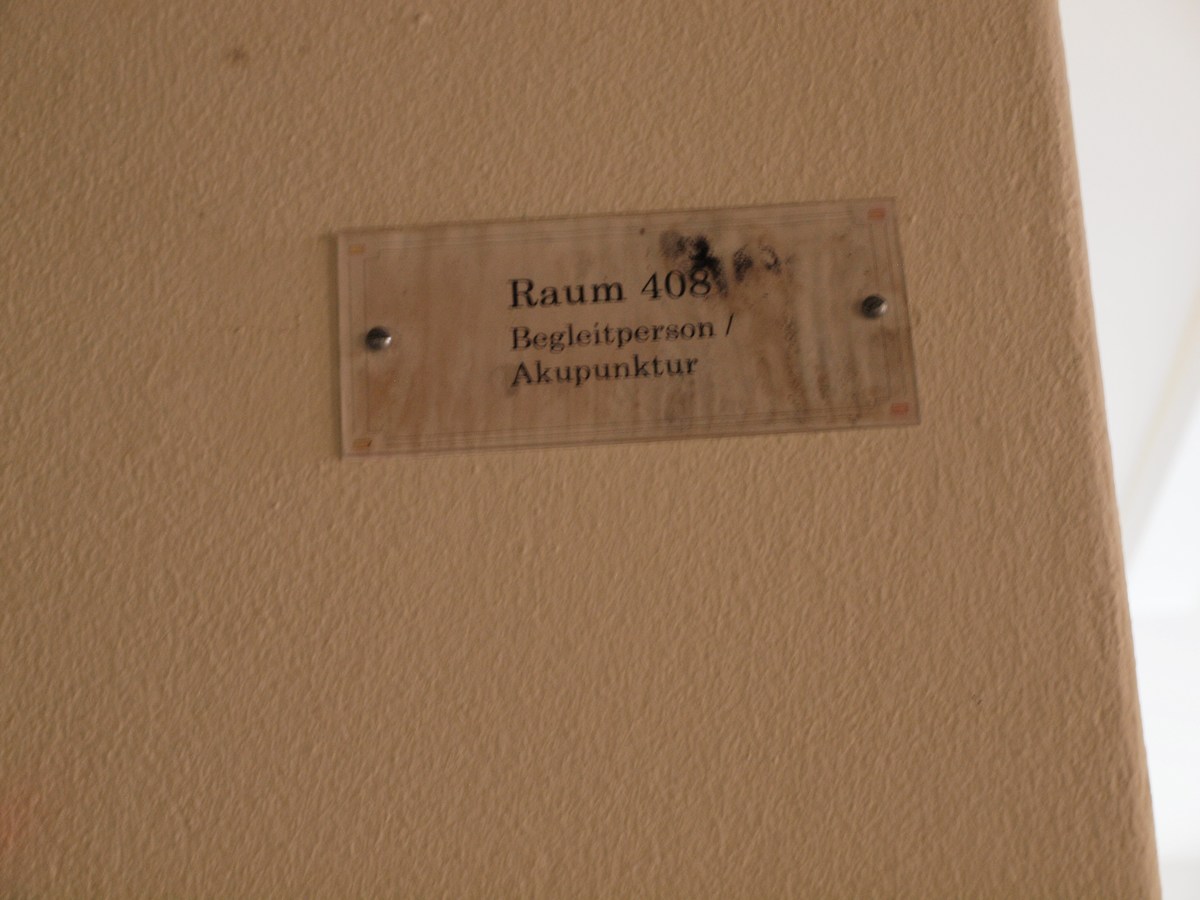 Raum 408
Begleitperson /
Akupunktur